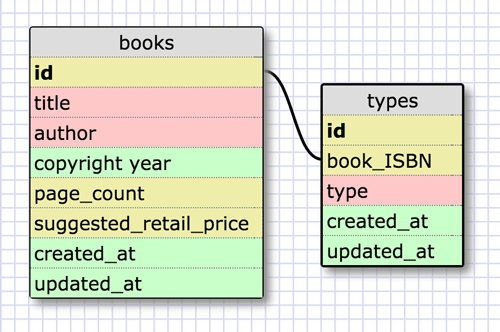 books
id
title
author
copyright year
page_count
suggested_retail_price
created_at
updated_at
types
id
book_ISBN
type
created_at
updated_at